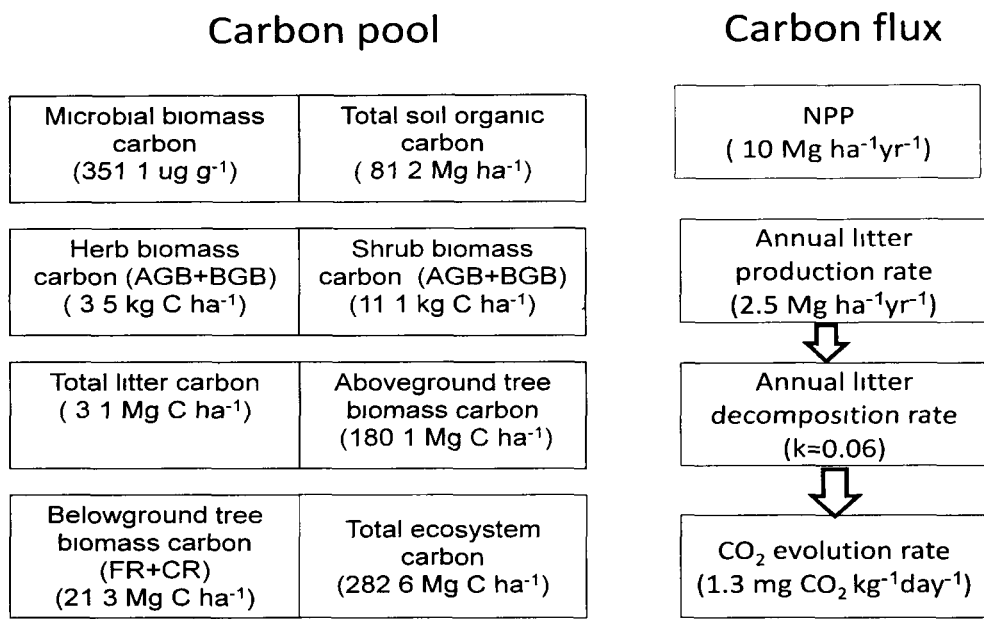 Carbon pool
Microbial biomass
carbon
(351 1 ug g⁻¹)
Total soil organic
carbon
( 81 2 Mg ha⁻¹)
Herb biomass
carbon (AGB+BGB)
( 3 5 kg C ha⁻¹)
Shrub biomass
carbon (AGB+BGB)
(11 1 kg C ha⁻¹)
Total litter carbon
( 3 1 Mg C ha⁻¹)
Aboveground tree
biomass carbon
(180 1 Mg C ha⁻¹)
Belowground tree
biomass carbon
(FR+CR)
(21 3 Mg C ha⁻¹)
Total ecosystem
carbon
(282 6 Mg C ha⁻¹)
Carbon flux
NPP
( 10 Mg ha⁻¹yr⁻¹)
Annual litter
production rate
(2.5 Mg ha⁻¹yr⁻¹)
Annual litter
decomposition rate
(k=0.06)
CO₂ evolution rate
(1.3 mg CO₂ kg⁻¹day⁻¹)